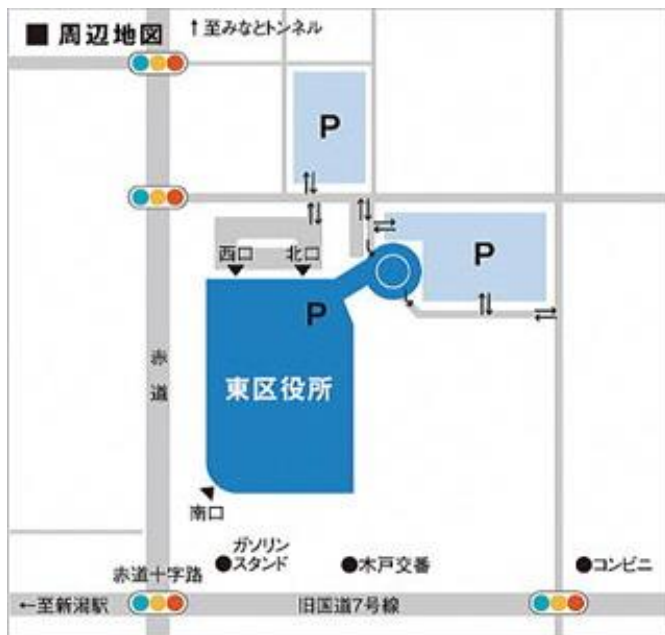 ■ 周辺地図
↑至みなとトンネル
P
P
西口
北口
P
東区役所
赤道
南口
ガソリン
スタンド
木戸交番
コンビニ
赤道十字路
←至新潟駅
旧国道7号線